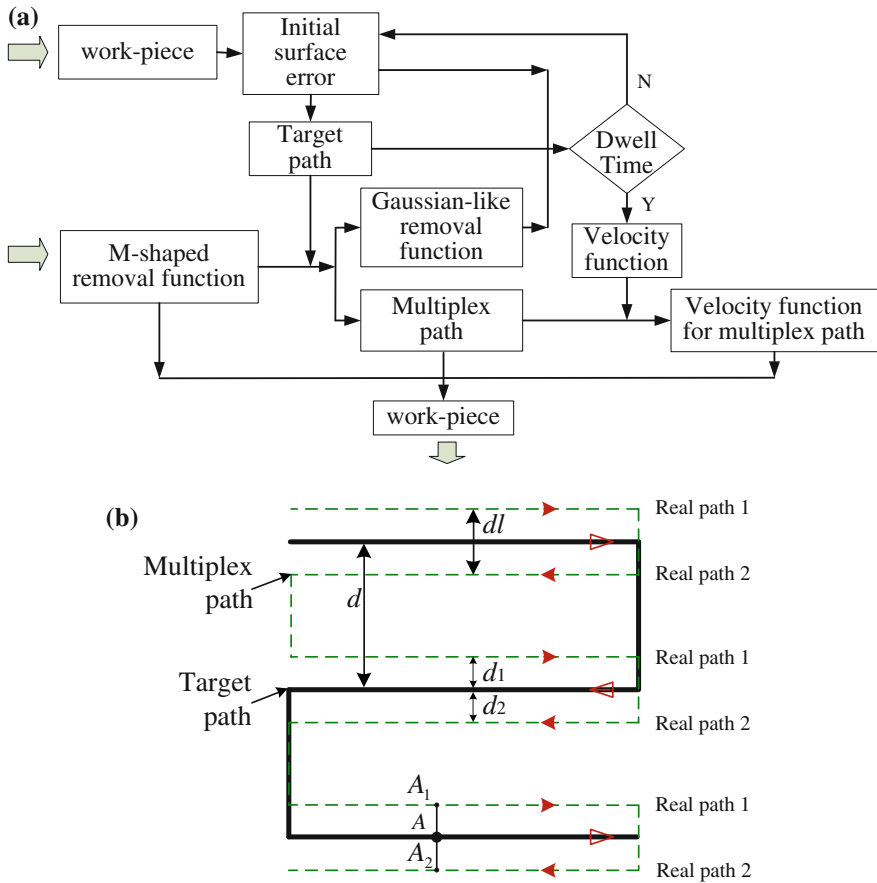 (a)
work-piece
Initial
surface
error
N
Target
path
Dwell
Time
Gaussian-like
removal
function
Y
M-shaped
removal function
Velocity
function
Multiplex
path
Velocity function
for multiplex path
work-piece
(b)
Real path 1
dl
Multiplex
path
d
Real path 2
Real path 1
d1
Target
path
d2
Real path 2
A1
Real path 1
A
A2
Real path 2